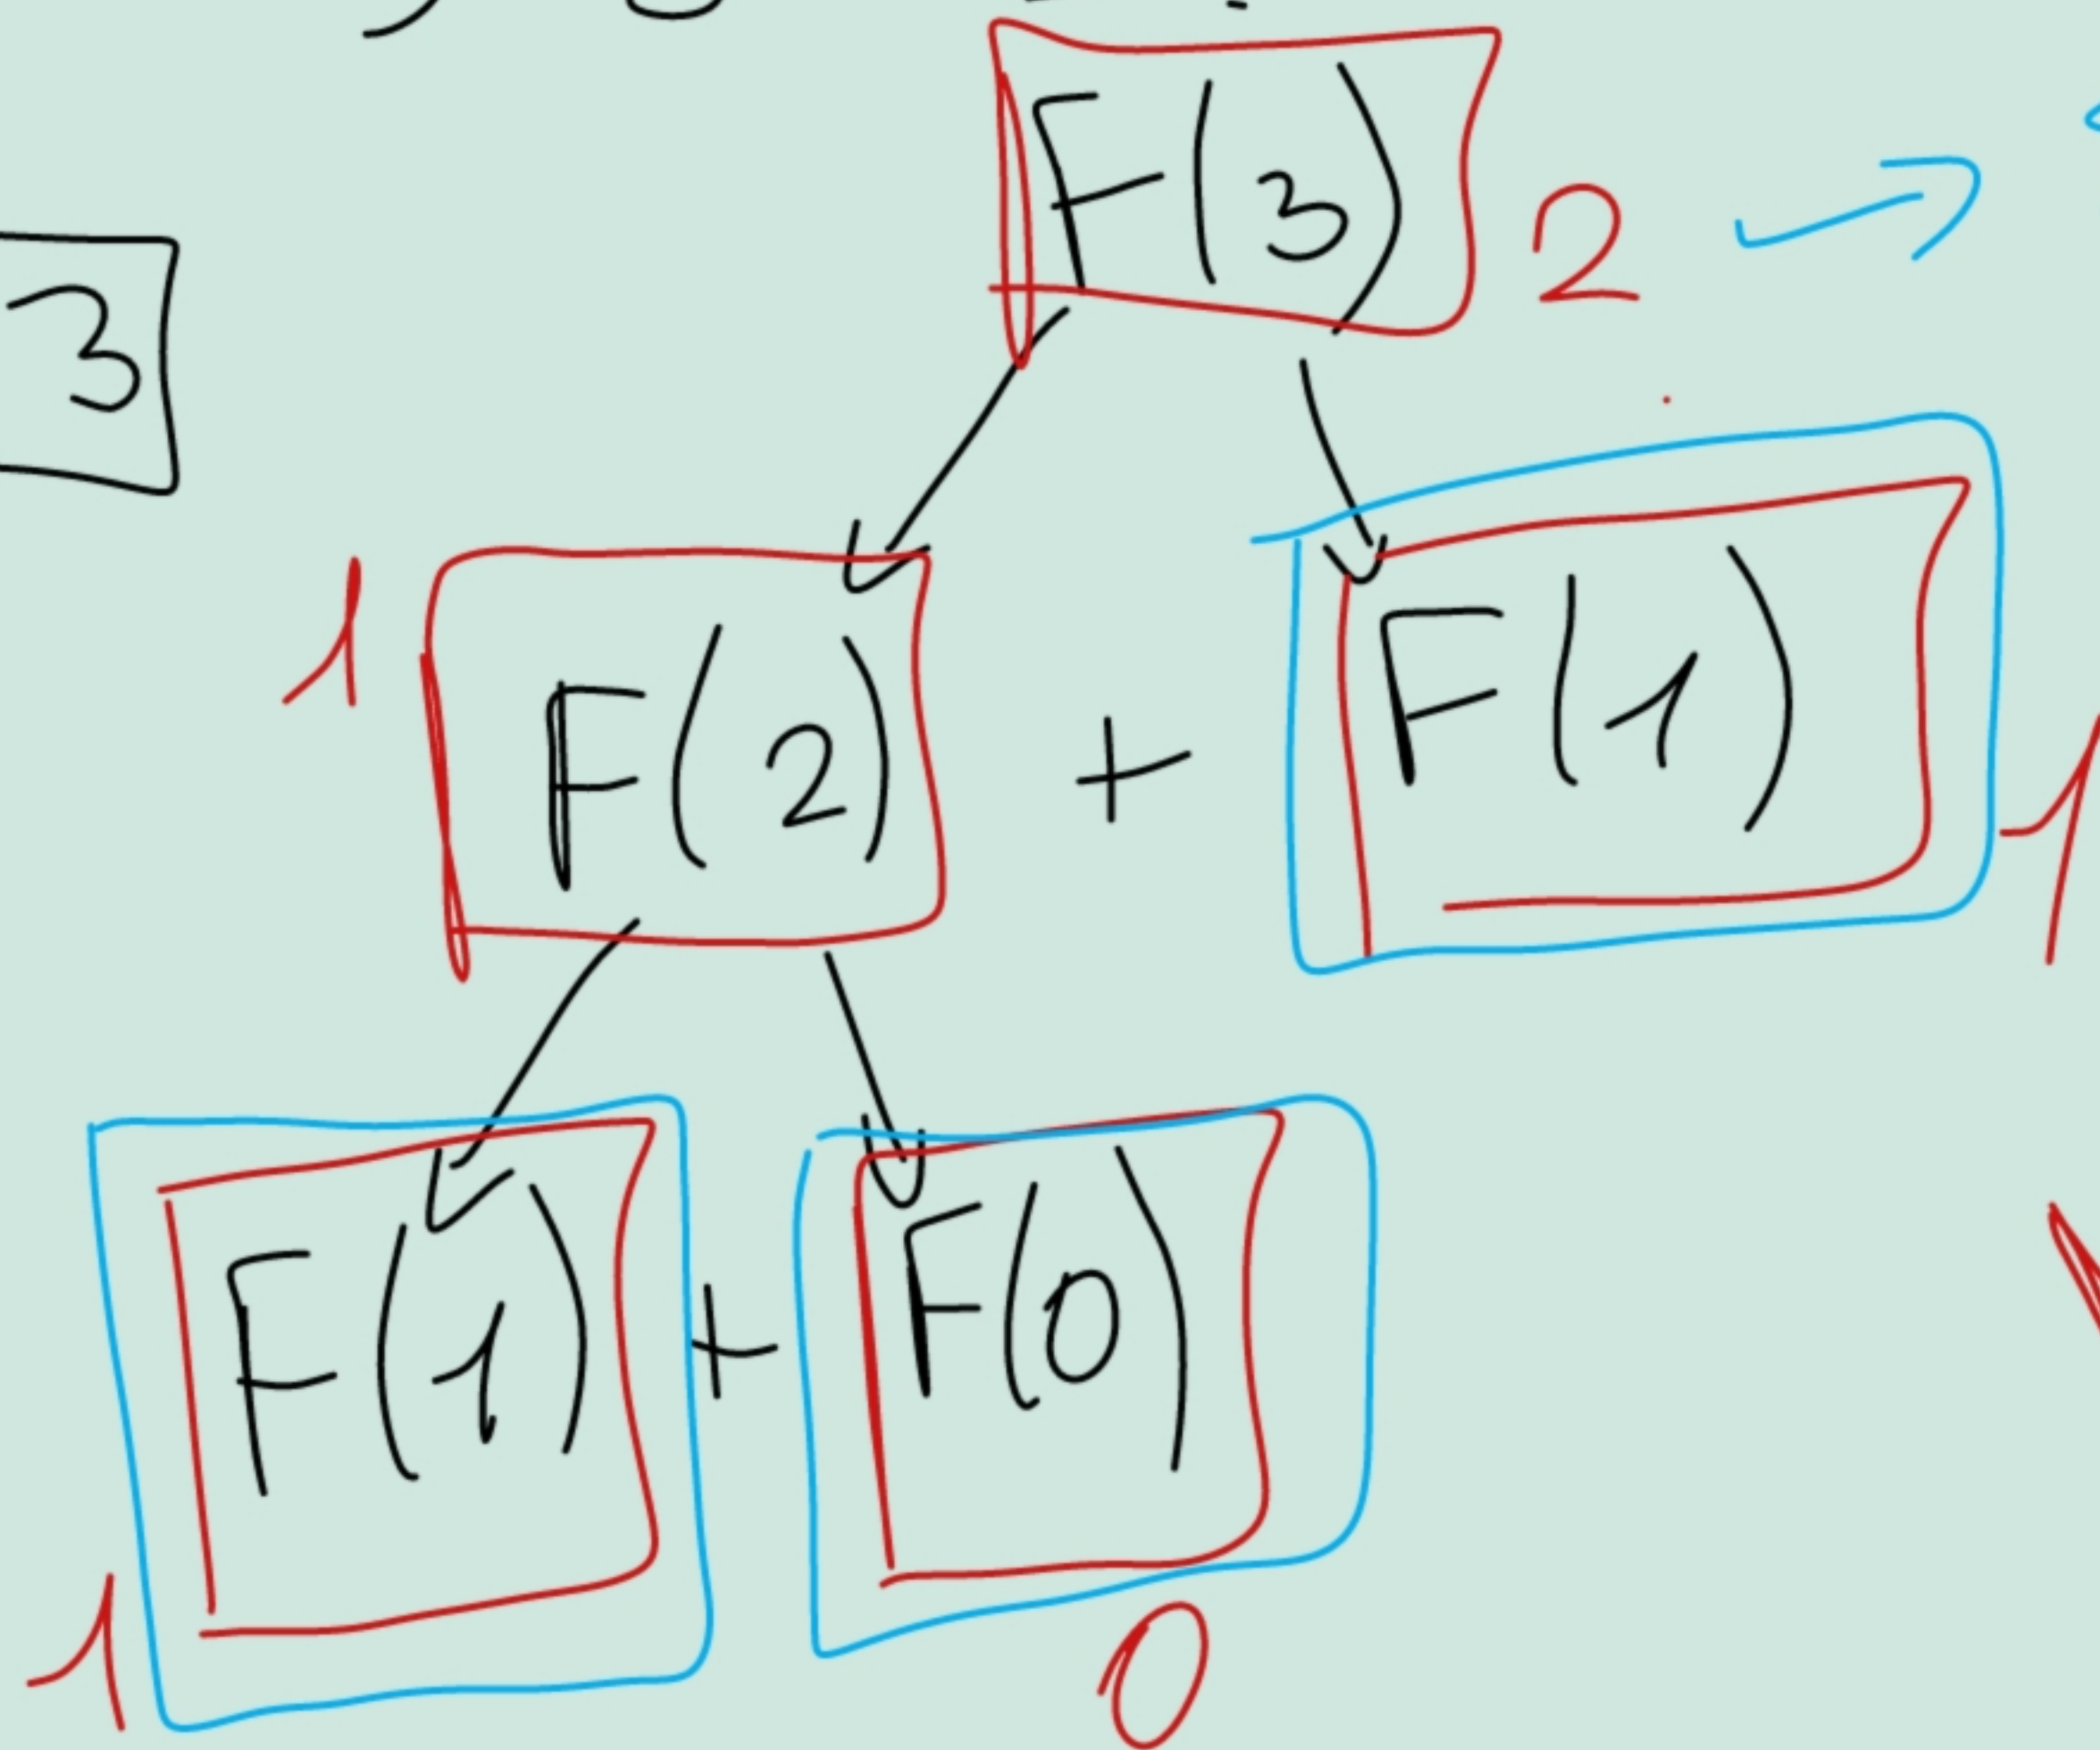 F(3) 2
3
1 F(2) + F(1) 1
F(1) + F(0)
1 0